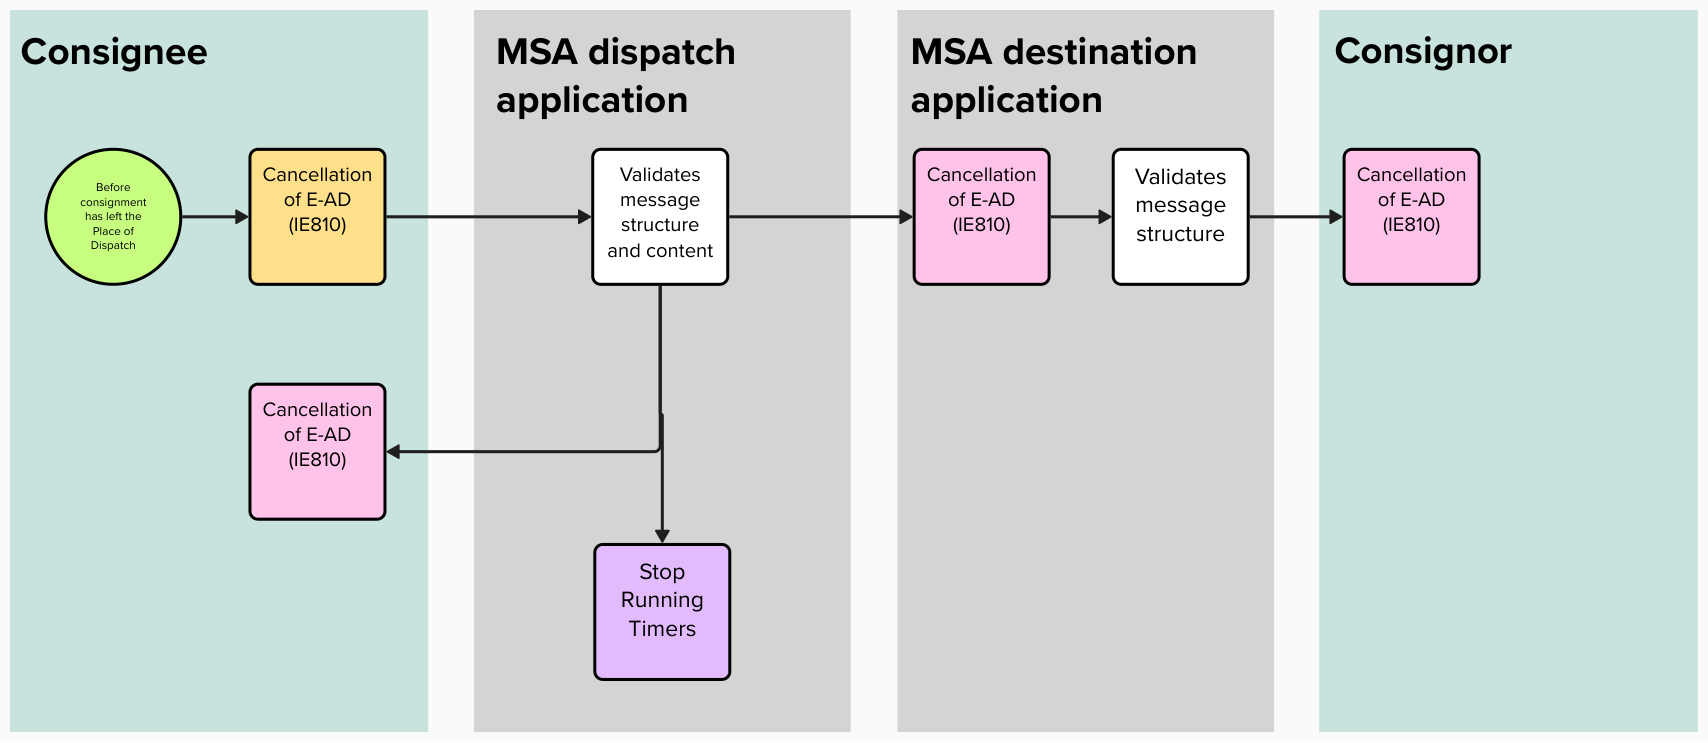 Consignee
MSA dispatch
application
MSA destination
application
Consignor
Before
consignment
has left the
Place of
Dispatch
Cancellation
of E-AD
(IE810)
Validates
message
structure
and content
Cancellation
of E-AD
(IE810)
Validates
message
structure
Cancellation
of E-AD
(IE810)
Cancellation
of E-AD
(IE810)
Stop
Running
Timers